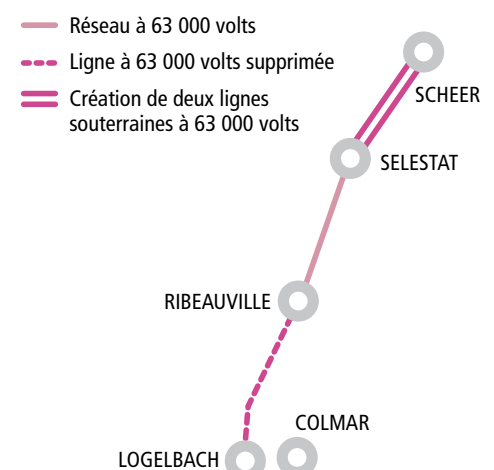 Réseau à 63 000 volts
Ligne à 63 000 volts supprimée
Création de deux lignes
souterraines à 63 000 volts
SCHEER
SELESTAT
RIBEAUVILLE
COLMAR
LOGELBACH